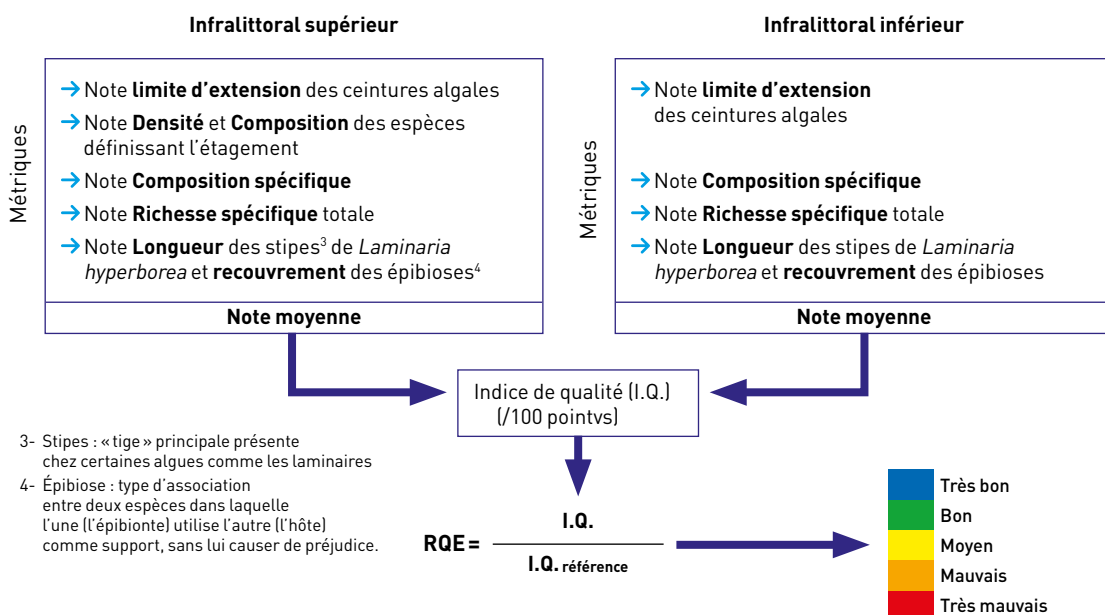 Infralittoral supérieur
Métriques
→ Note limite d'extension des ceintures algales
→ Note Densité et Composition des espèces
définissant l'étagement
→ Note Composition spécifique
→ Note Richesse spécifique totale
→ Note Longueur des stipes³ de Laminaria
hyperborea et recouvrement des épibioses⁴
Note moyenne
Infralittoral inférieur
Métriques
→ Note limite d'extension
des ceintures algales
→ Note Composition spécifique
→ Note Richesse spécifique totale
→ Note Longueur des stipes de Laminaria
hyperborea et recouvrement des épibioses
Note moyenne
Indice de qualité (I.Q.)
(/100 pointvs)
3- Stipes : « tige » principale présente
chez certaines algues comme les laminaires
4- Épibiose : type d'association
entre deux espèces dans laquelle
l'une (l'épibionte) utilise l'autre (l'hôte)
comme support, sans lui causer de préjudice.
RQE =
I.Q.
I.Q. référence
Très bon
Bon
Moyen
Mauvais
Très mauvais